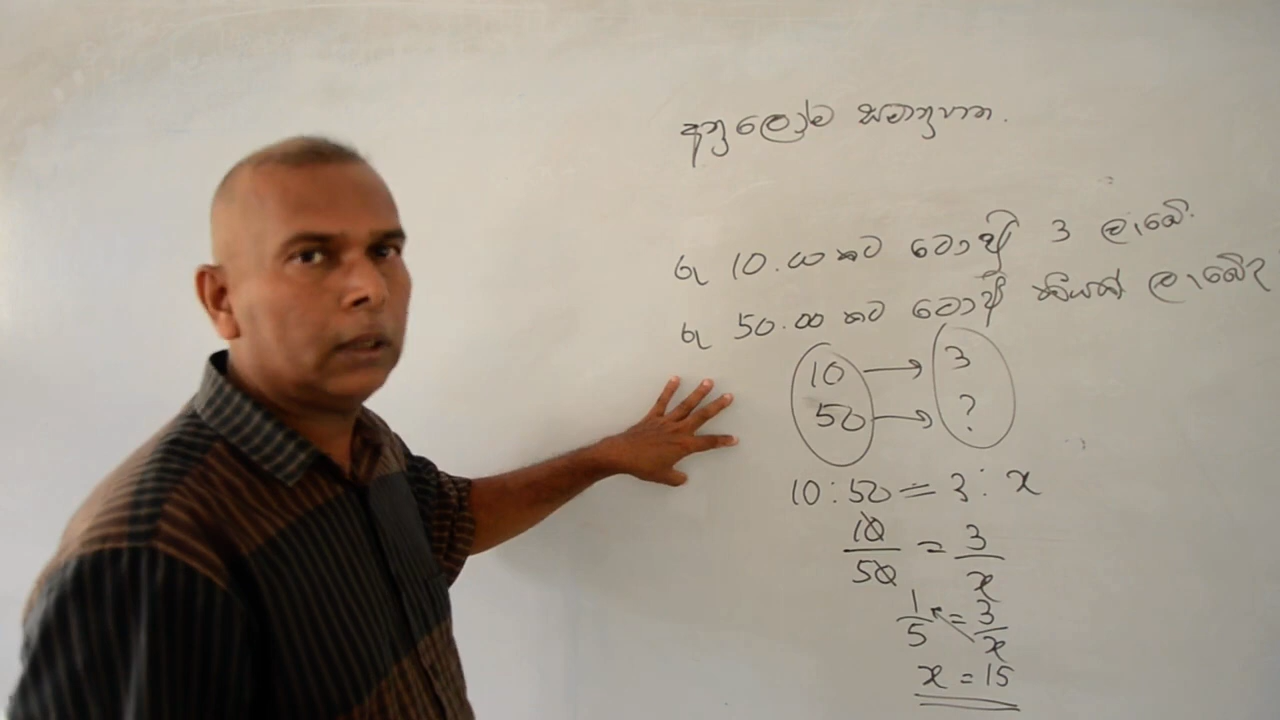 අනුලෝම සමානුපාත.
රු 10.00 කට ටොෆී 3 ලැබේ.
රු 50.00 කට ටොෆී කීයක් ලැබේද
10 → 3
50 → ?
10 : 50 = 3 : x
10/50 = 3/x
1/5 = 3/x
x = 15